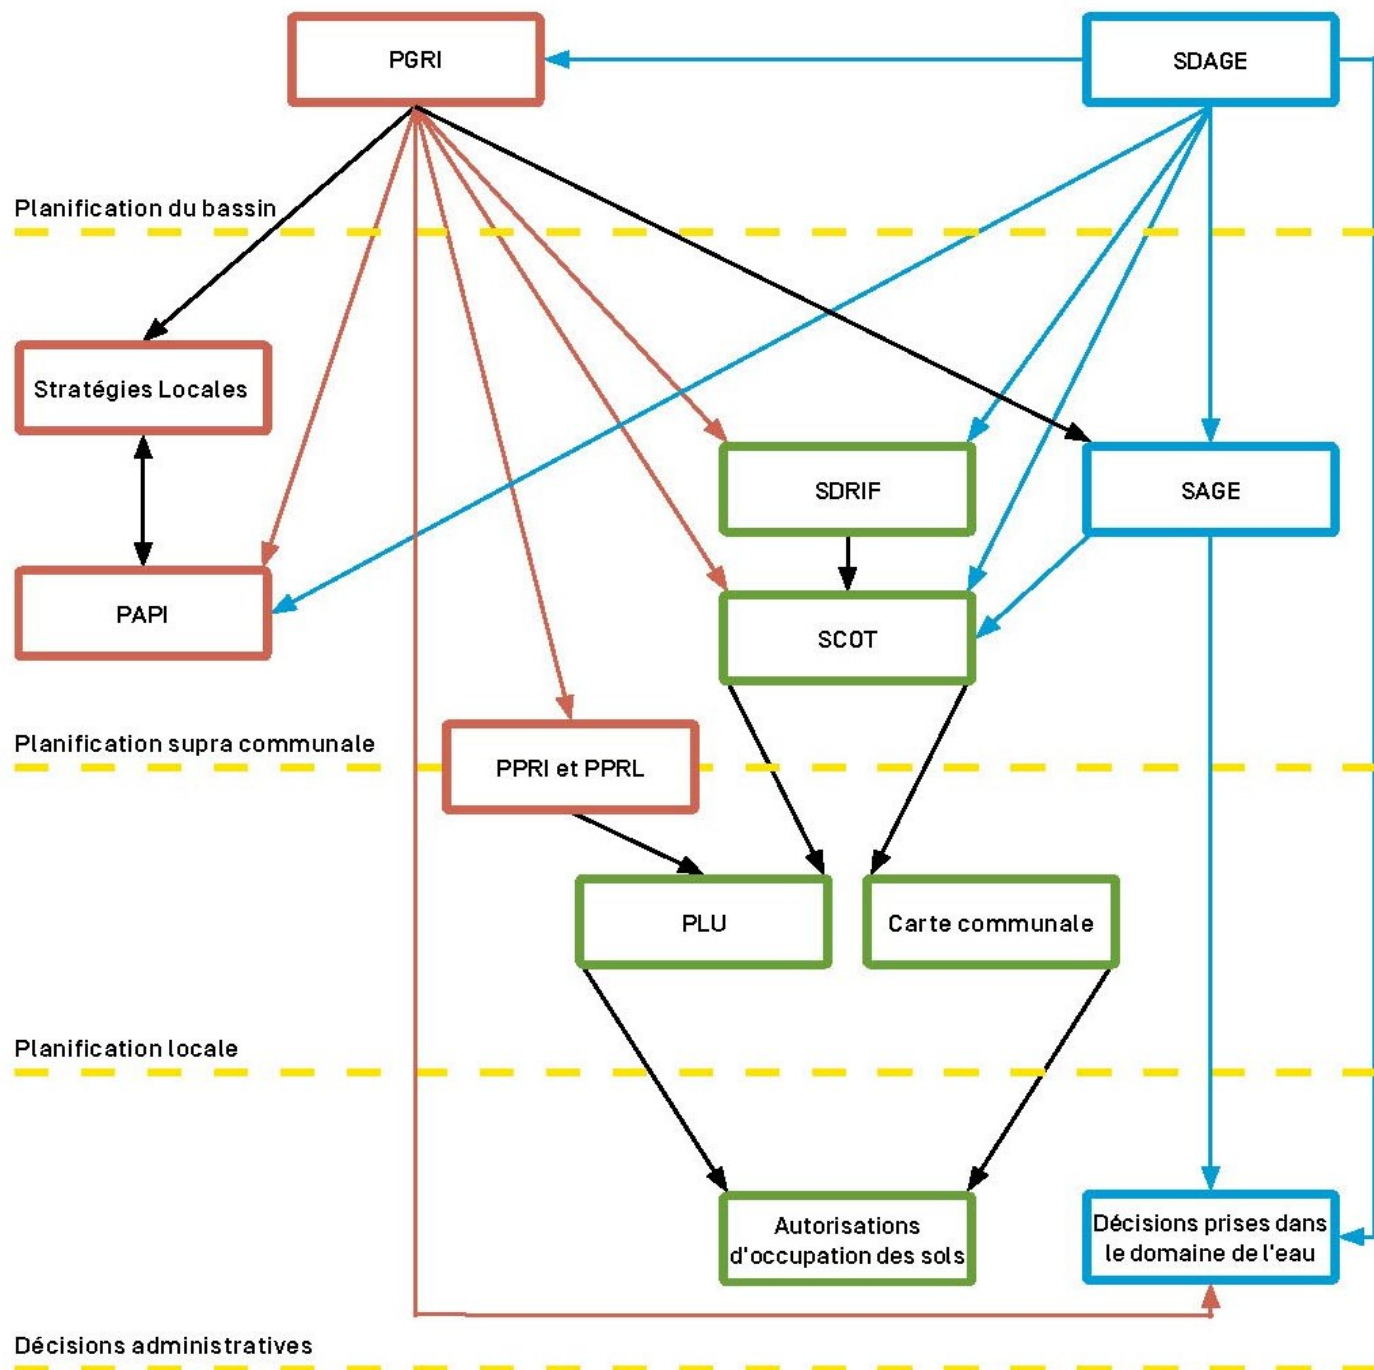 PGRI
SDAGE
Planification du bassin
Stratégies Locales
SDRIF
SAGE
PAPI
SCOT
Planification supra communale
PPRI et PPRL
PLU
Carte communale
Planification locale
Autorisations
d'occupation des sols
Décisions prises dans
le domaine de l'eau
Décisions administratives